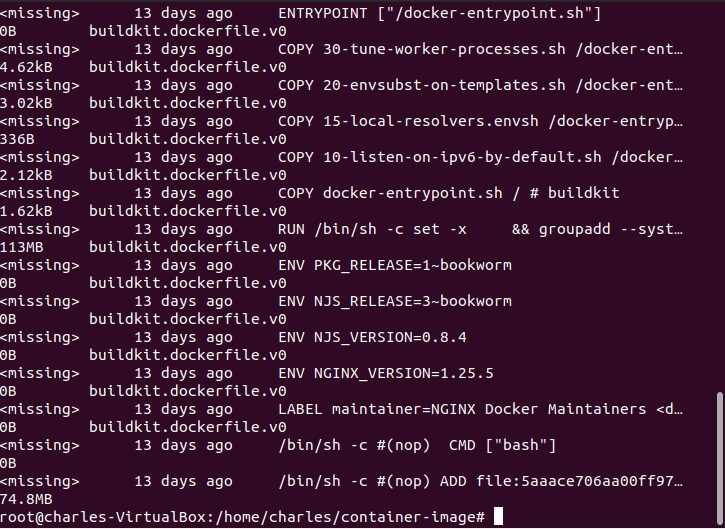 <missing>      13 days ago     ENTRYPOINT ["/docker-entrypoint.sh"]
0B        buildkit.dockerfile.v0
<missing>      13 days ago     COPY 30-tune-worker-processes.sh /docker-ent…
4.62kB    buildkit.dockerfile.v0
<missing>      13 days ago     COPY 20-envsubst-on-templates.sh /docker-ent…
3.02kB    buildkit.dockerfile.v0
<missing>      13 days ago     COPY 15-local-resolvers.envsh /docker-entryp…
336B      buildkit.dockerfile.v0
<missing>      13 days ago     COPY 10-listen-on-ipv6-by-default.sh /docker…
2.12kB    buildkit.dockerfile.v0
<missing>      13 days ago     COPY docker-entrypoint.sh / # buildkit
1.62kB    buildkit.dockerfile.v0
<missing>      13 days ago     RUN /bin/sh -c set -x     && groupadd --syst…
113MB     buildkit.dockerfile.v0
<missing>      13 days ago     ENV PKG_RELEASE=1~bookworm
0B        buildkit.dockerfile.v0
<missing>      13 days ago     ENV NJS_RELEASE=3~bookworm
0B        buildkit.dockerfile.v0
<missing>      13 days ago     ENV NJS_VERSION=0.8.4
0B        buildkit.dockerfile.v0
<missing>      13 days ago     ENV NGINX_VERSION=1.25.5
0B        buildkit.dockerfile.v0
<missing>      13 days ago     LABEL maintainer=NGINX Docker Maintainers <d…
0B        buildkit.dockerfile.v0
<missing>      13 days ago     /bin/sh -c #(nop)  CMD ["bash"]
0B
<missing>      13 days ago     /bin/sh -c #(nop) ADD file:5aaace706aa00ff97…
74.8MB
root@charles-VirtualBox:/home/charles/container-image#